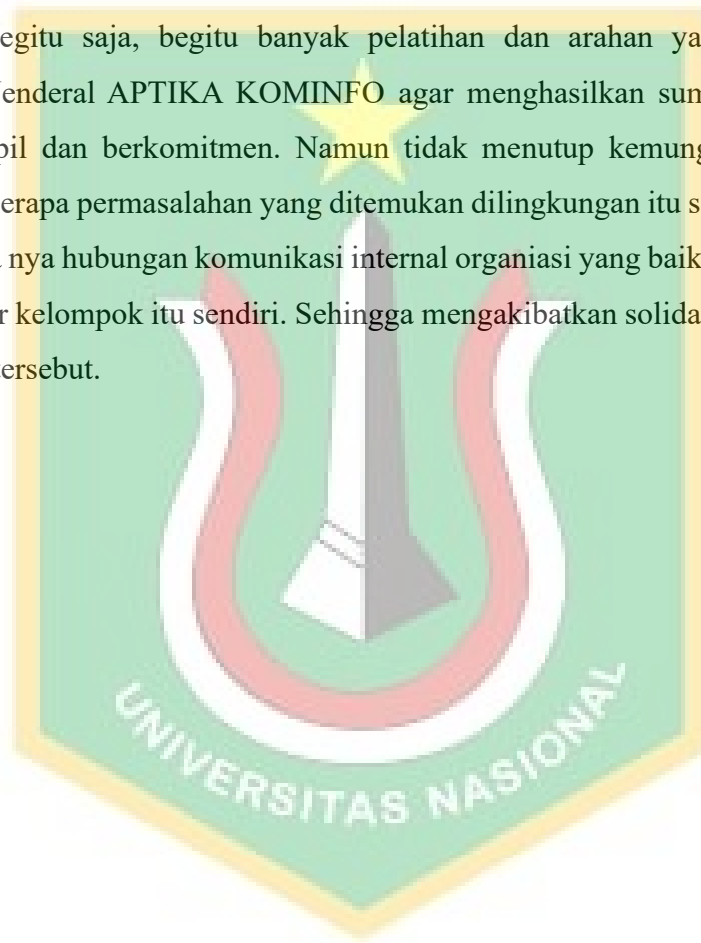 egitu saja, begitu banyak pelatihan dan arahan ya
enderal APTIKA KOMINFO agar menghasilkan sum
pil dan berkomitmen. Namun tidak menutup kemung
erapa permasalahan yang ditemukan dilingkungan itu s
nya hubungan komunikasi internal organiasi yang baik
r kelompok itu sendiri. Sehingga mengakibatkan solida
tersebut.
UNIVERSITAS NASIONAL